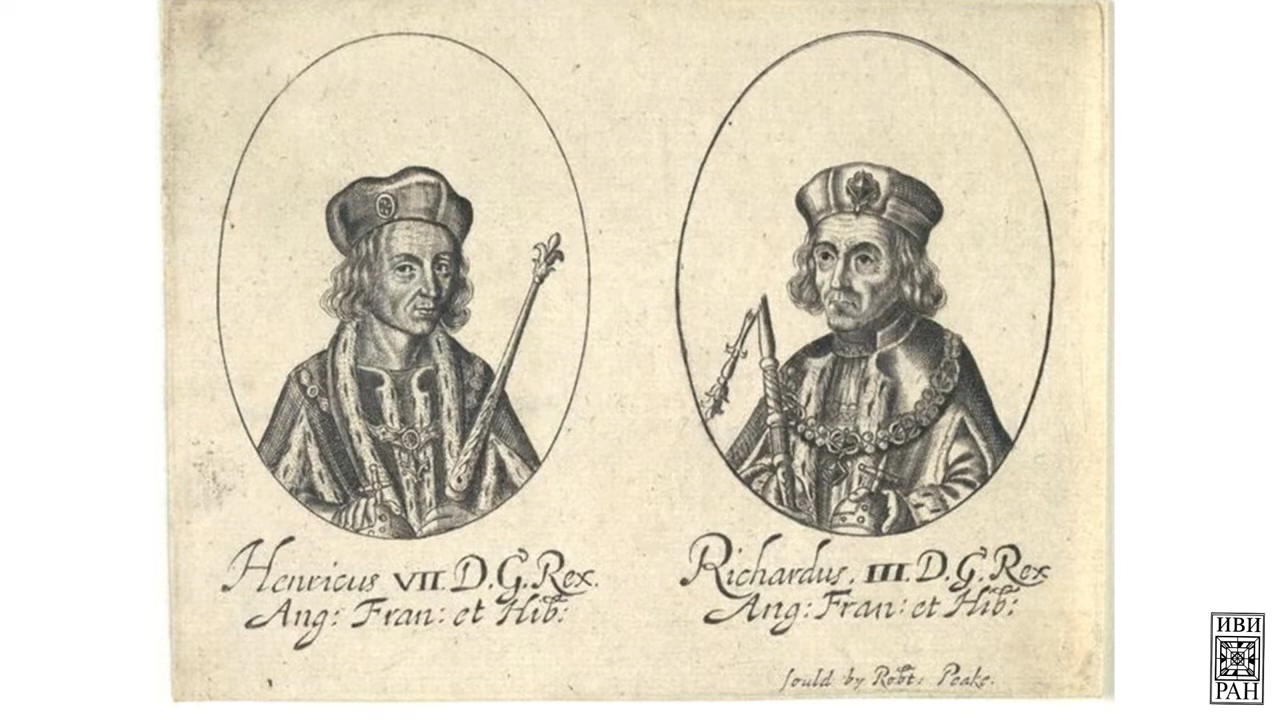 Henricus VII. D. G. Rex.
Ang: Fran: et Hib:
Richardus. III. D. G. Rex
Ang: Fran: et Hib:
sould by Robt: Peake.
ИВИ
РАН